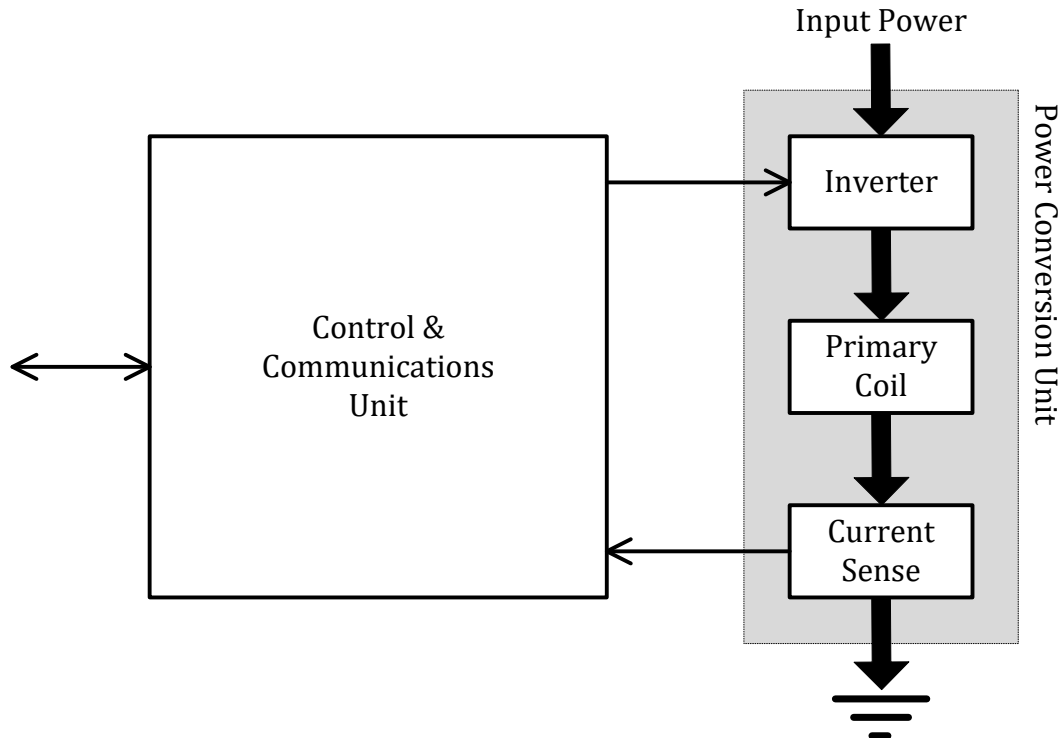 Input Power
Inverter
Power Conversion Unit
Control &
Communications
Unit
Primary
Coil
Current
Sense